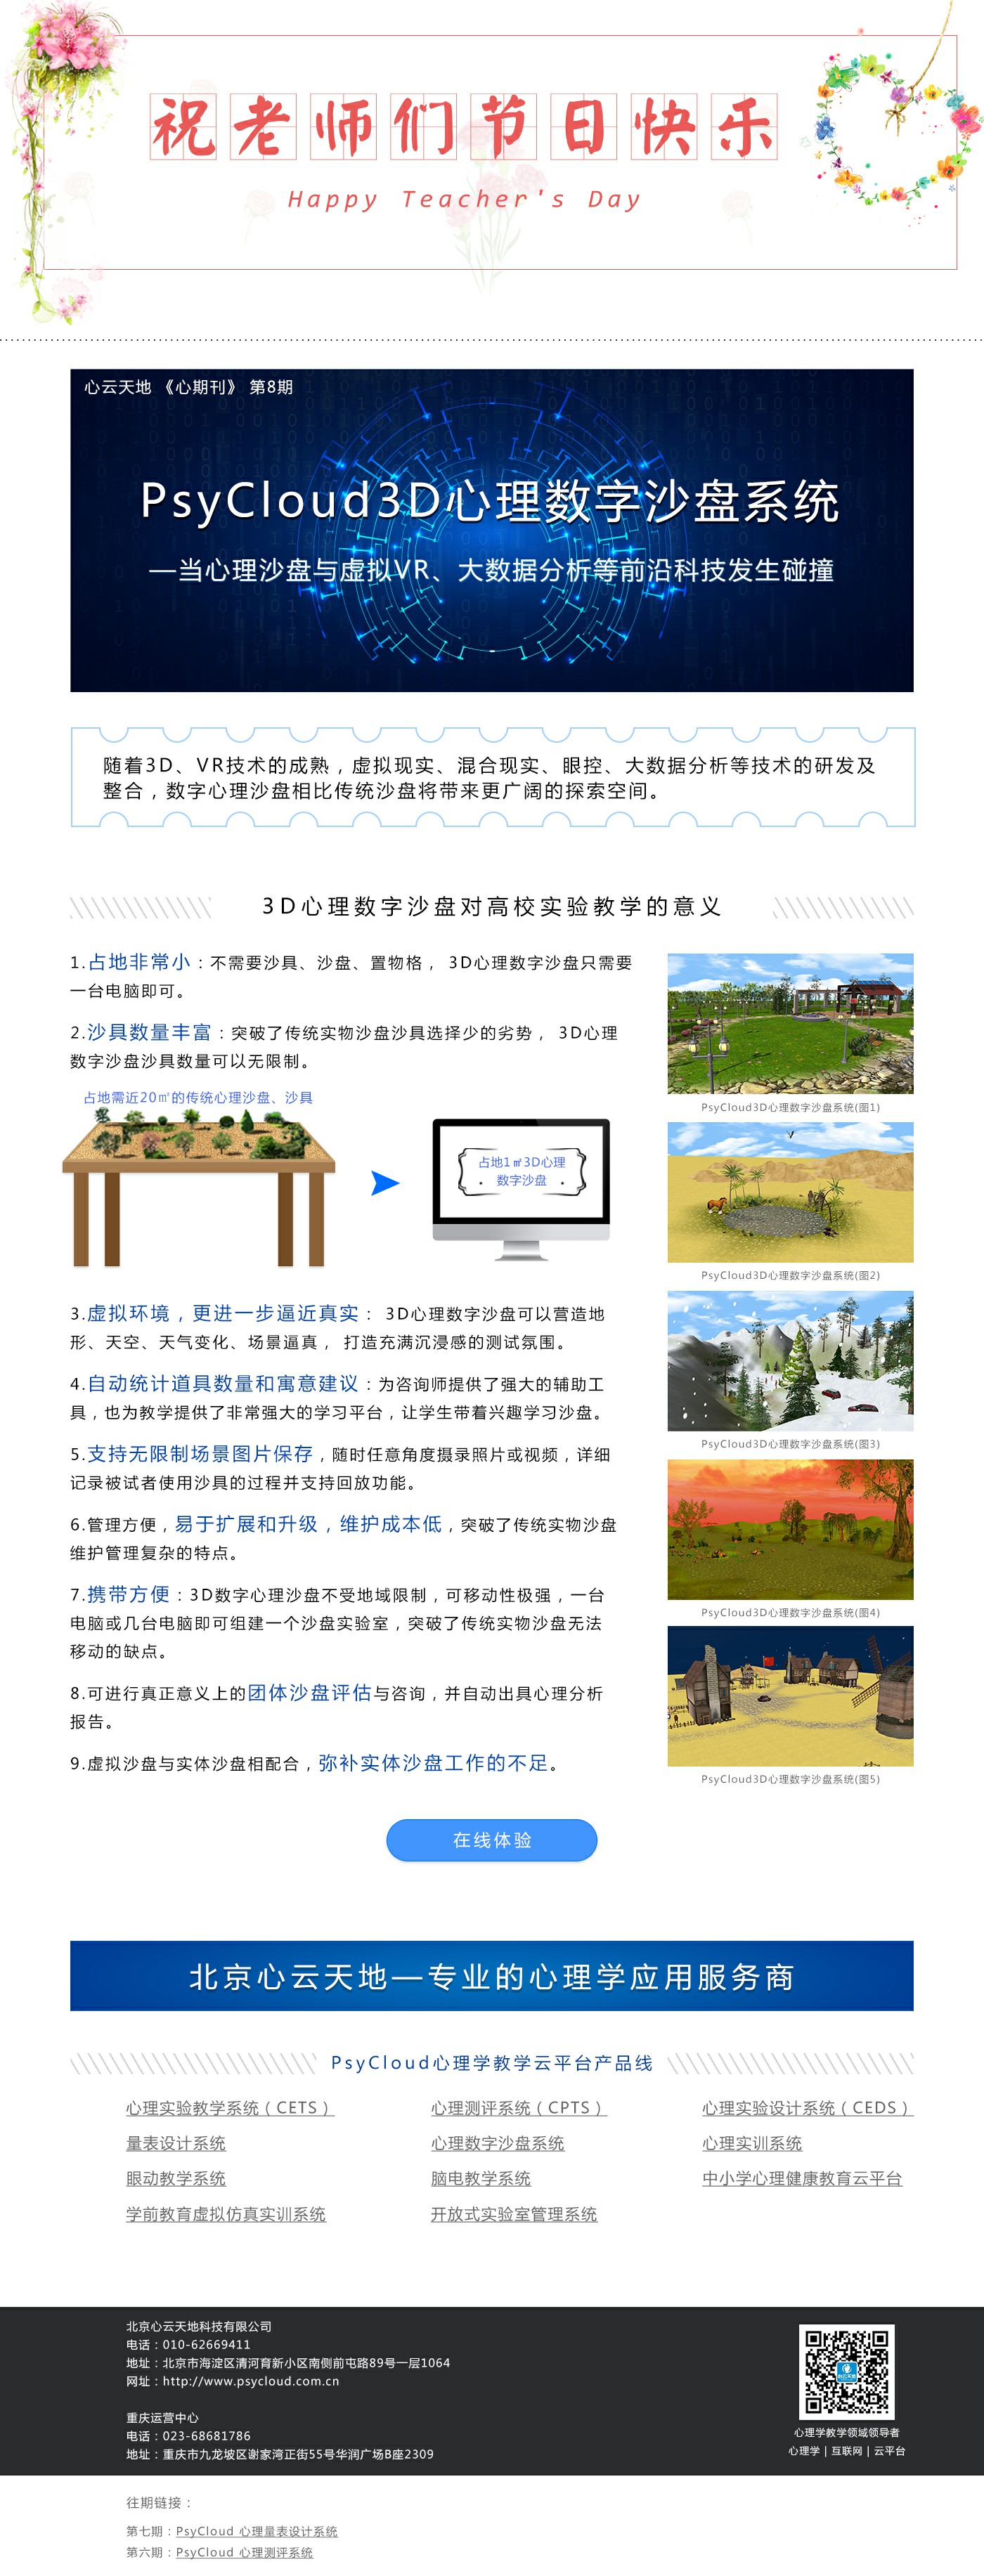 祝老师们节日快乐
Happy Teacher's Day
心云天地 《心期刊》 第8期
PsyCloud3D心理数字沙盘系统
—当心理沙盘与虚拟VR、大数据分析等前沿科技发生碰撞
随着3D、VR技术的成熟，虚拟现实、混合现实、眼控、大数据分析等技术的研发及
整合，数字心理沙盘相比传统沙盘将带来更广阔的探索空间。
3D心理数字沙盘对高校实验教学的意义
1.占地非常小：不需要沙具、沙盘、置物格， 3D心理数字沙盘只需要
一台电脑即可。
2.沙具数量丰富：突破了传统实物沙盘沙具选择少的劣势， 3D心理
数字沙盘沙具数量可以无限制。
占地需近20㎡的传统心理沙盘、沙具
占地1㎡3D心理
数字沙盘
3.虚拟环境，更进一步逼近真实： 3D心理数字沙盘可以营造地
形、天空、天气变化、场景逼真， 打造充满沉浸感的测试氛围。
4.自动统计道具数量和寓意建议：为咨询师提供了强大的辅助工
具，也为教学提供了非常强大的学习平台，让学生带着兴趣学习沙盘。
5.支持无限制场景图片保存，随时任意角度摄录照片或视频，详细
记录被试者使用沙具的过程并支持回放功能。
6.管理方便，易于扩展和升级，维护成本低，突破了传统实物沙盘
维护管理复杂的特点。
7.携带方便：3D数字心理沙盘不受地域限制，可移动性极强，一台
电脑或几台电脑即可组建一个沙盘实验室，突破了传统实物沙盘无法
移动的缺点。
8.可进行真正意义上的团体沙盘评估与咨询，并自动出具心理分析
报告。
9.虚拟沙盘与实体沙盘相配合，弥补实体沙盘工作的不足。
PsyCloud3D心理数字沙盘系统(图1)
PsyCloud3D心理数字沙盘系统(图2)
PsyCloud3D心理数字沙盘系统(图3)
PsyCloud3D心理数字沙盘系统(图4)
PsyCloud3D心理数字沙盘系统(图5)
在线体验
北京心云天地—专业的心理学应用服务商
PsyCloud心理学教学云平台产品线
心理实验教学系统（CETS） 心理测评系统（CPTS） 心理实验设计系统（CEDS）
量表设计系统 心理数字沙盘系统 心理实训系统
眼动教学系统 脑电教学系统 中小学心理健康教育云平台
学前教育虚拟仿真实训系统 开放式实验室管理系统
北京心云天地科技有限公司
电话：010-62669411
地址：北京市海淀区清河育新小区南侧前屯路89号一层1064
网址：http://www.psycloud.com.cn
重庆运营中心
电话：023-68681786
地址：重庆市九龙坡区谢家湾正街55号华润广场B座2309
心云天地
心理学教学领域领导者
心理学 | 互联网 | 云平台
往期链接：
第七期：PsyCloud 心理量表设计系统
第六期：PsyCloud 心理测评系统